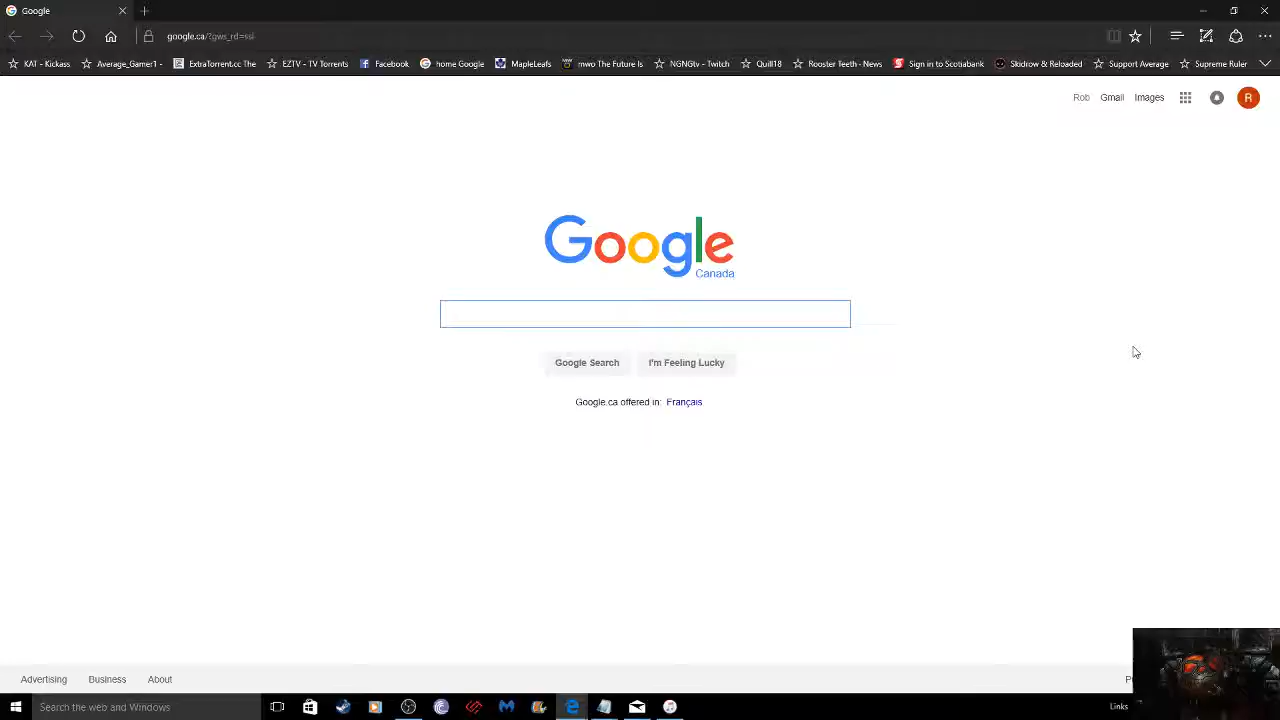 Google
google.ca/?gws_rd=ssl
KAT - Kickass Average_Gamer1 - ExtraTorrent.cc The EZTV - TV Torrents Facebook home Google MapleLeafs mwo The Future Is NGNGtv - Twitch Quill18 Rooster Teeth - News Sign in to Scotiabank Skidrow & Reloaded Support Average Supreme Ruler
Rob Gmail Images R
Google
Canada
Google Search I'm Feeling Lucky
Google.ca offered in: Français
Advertising Business About
Search the web and Windows Links